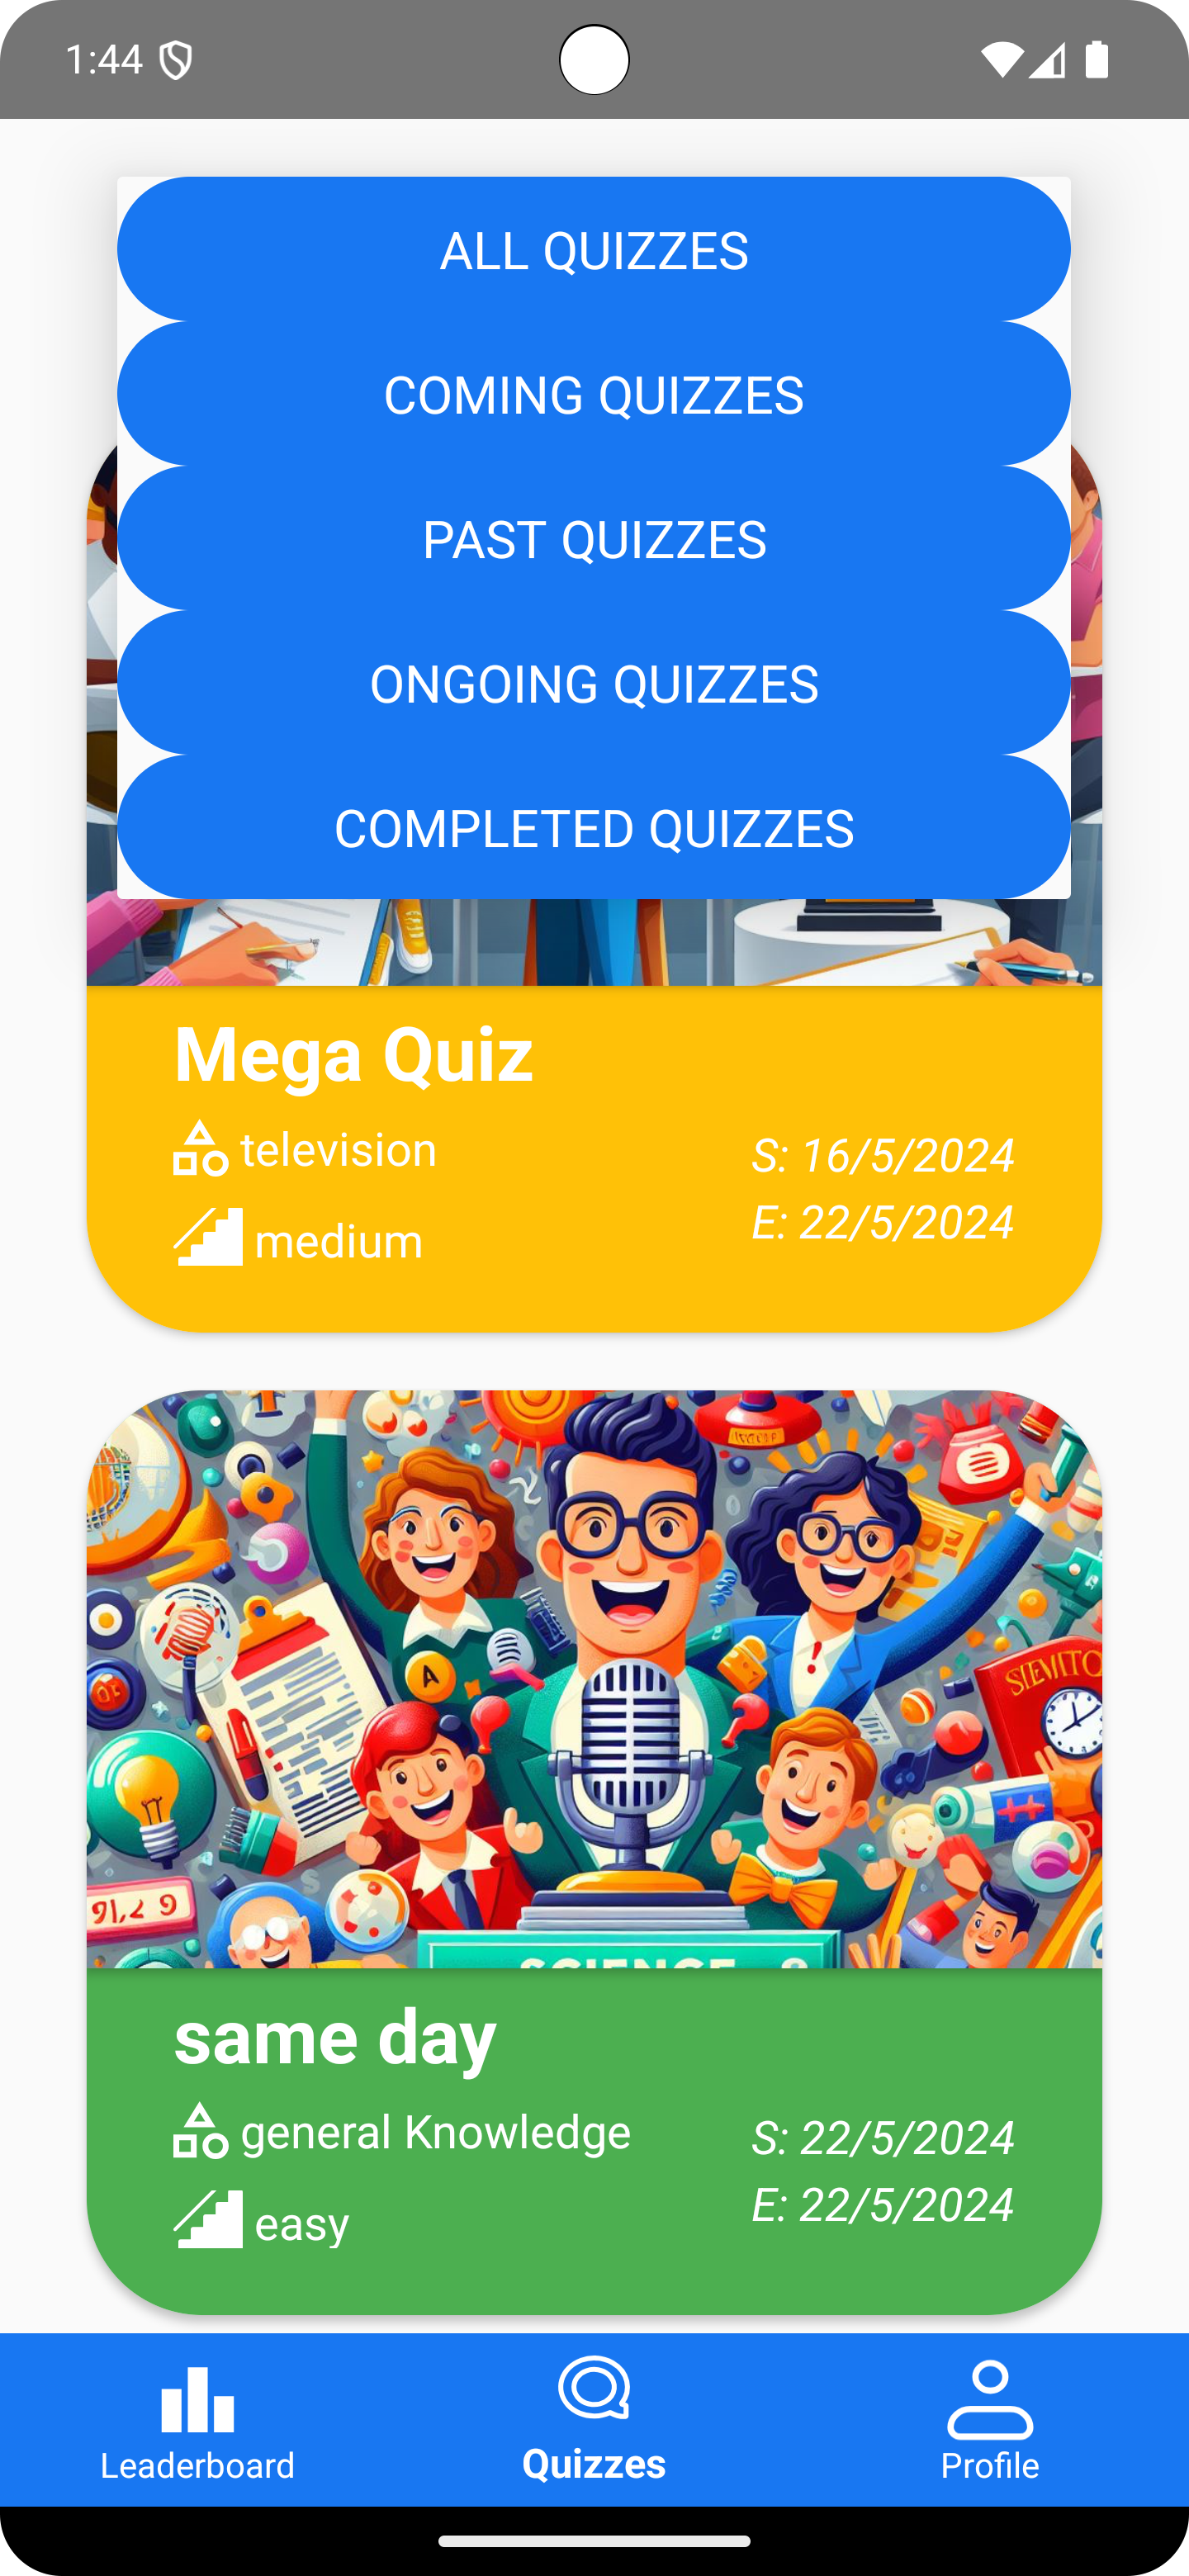 1:44
ALL QUIZZES
COMING QUIZZES
PAST QUIZZES
ONGOING QUIZZES
COMPLETED QUIZZES
Mega Quiz
television
S: 16/5/2024
medium
E: 22/5/2024
A
same day
general Knowledge
S: 22/5/2024
easy
E: 22/5/2024
Leaderboard
Quizzes
Profile